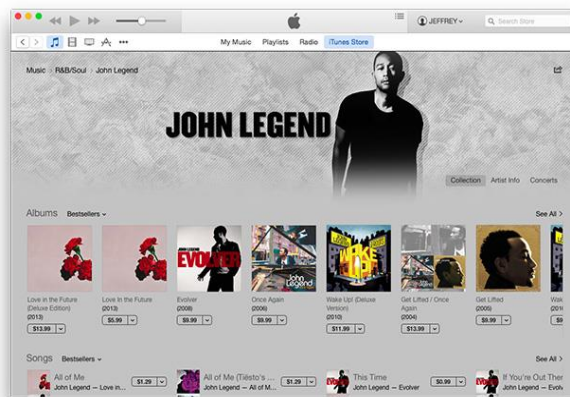 JEFFREY
Search Store
My Music Playlists Radio iTunes Store
Music > R&B/Soul > John Legend
JOHN LEGEND
Collection Artist Info Concerts
Albums Bestsellers See All >
Love in the Future (Deluxe Edition)
(2013)
$13.99
Love In the Future
(2013)
$5.99
Evolver
(2008)
$9.99
Once Again
(2006)
$9.99
Wake Up! (Deluxe Version)
(2010)
$11.99
Get Lifted / Once Again
(2004)
$13.99
Get Lifted
(2005)
$9.99
Songs Bestsellers See All >
All of Me
John Legend — Love in...
$1.29
All of Me (Tiësto's ...
John Legend — All of M...
$1.29
This Time
John Legend — Evolver
$0.99
If You're Out Ther
John Legend — Evolv